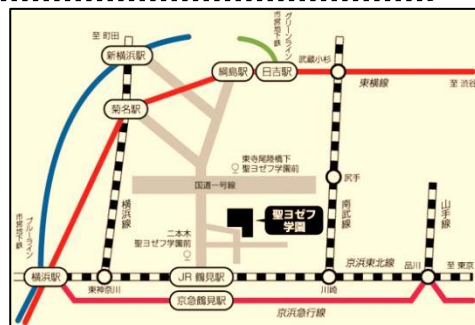 至 町田
新横浜駅
グリーンライン
市営地下鉄
綱島駅
日吉駅
武蔵小杉
東横線
至 渋谷
菊名駅
東寺尾陸橋下
聖ヨゼフ学園前
国道一号線
尻手
横浜線
聖ヨゼフ
学園
南武線
山手線
二本木
聖ヨゼフ学園前
ブルーライン
市営地下鉄
京浜東北線
横浜駅
JR 鶴見駅
品川
至 東京
東神奈川
川崎
京急鶴見駅
京浜急行線